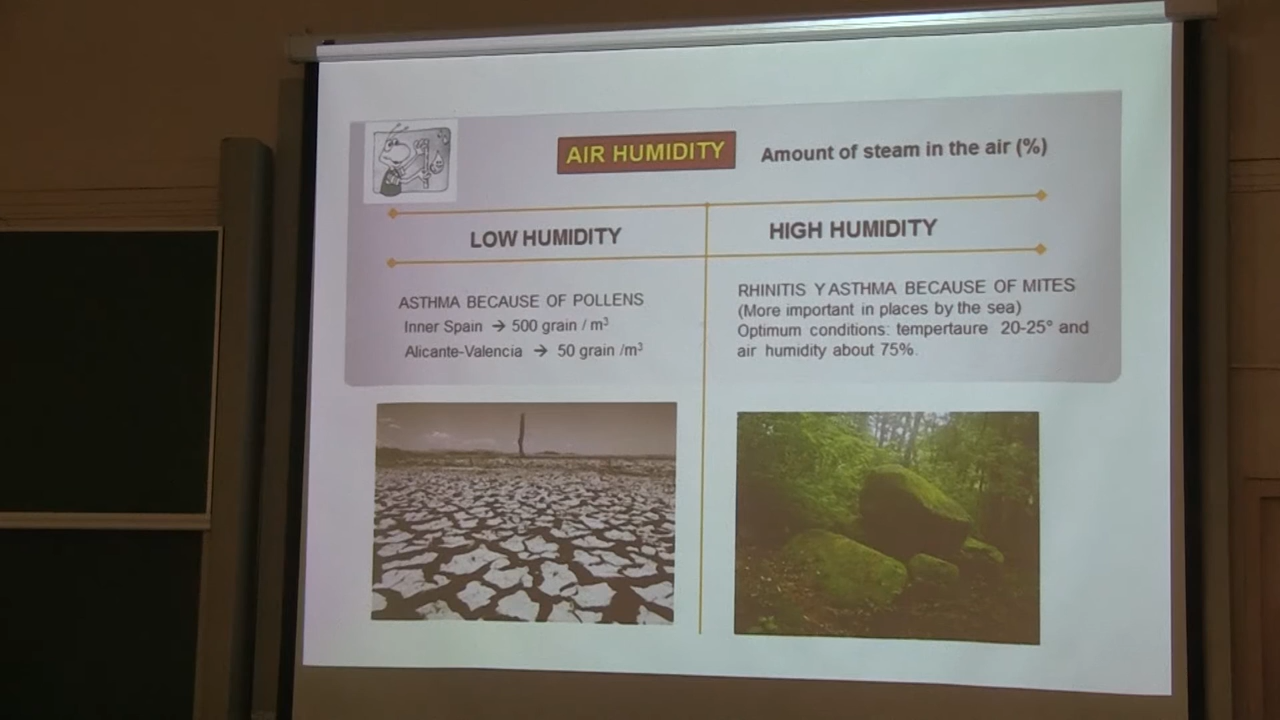 AIR HUMIDITY Amount of steam in the air (%)
LOW HUMIDITY
HIGH HUMIDITY
ASTHMA BECAUSE OF POLLENS
Inner Spain → 500 grain / m³
Alicante-Valencia → 50 grain /m³
RHINITIS Y ASTHMA BECAUSE OF MITES
(More important in places by the sea)
Optimum conditions: tempertaure 20-25° and
air humidity about 75%.